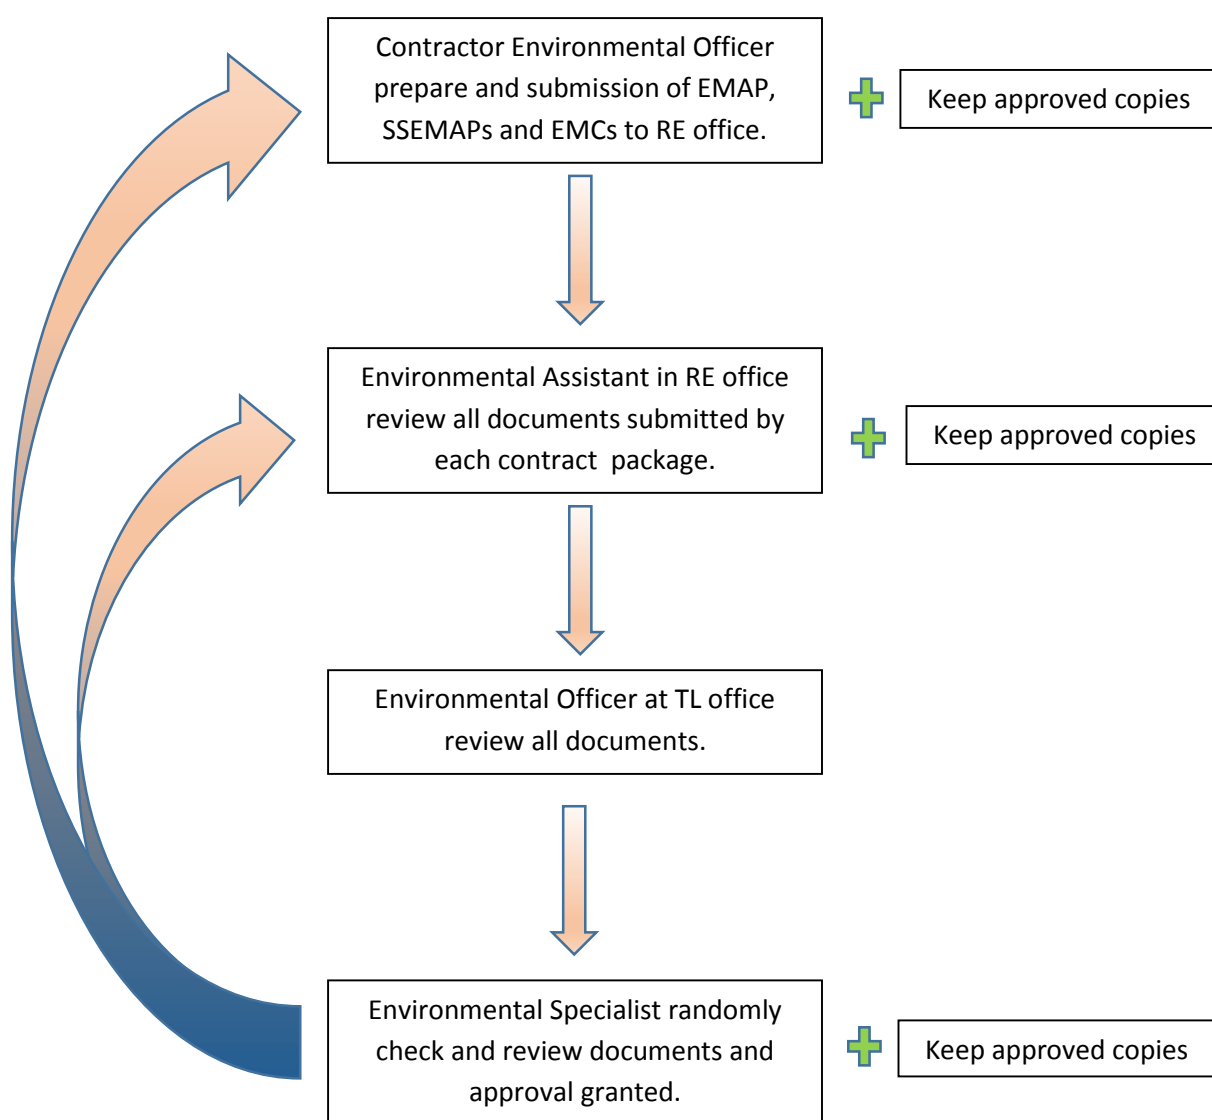 Contractor Environmental Officer
prepare and submission of EMAP,
SSEMAPs and EMCs to RE office.
Keep approved copies
Environmental Assistant in RE office
review all documents submitted by
each contract package.
Keep approved copies
Environmental Officer at TL office
review all documents.
Environmental Specialist randomly
check and review documents and
approval granted.
Keep approved copies